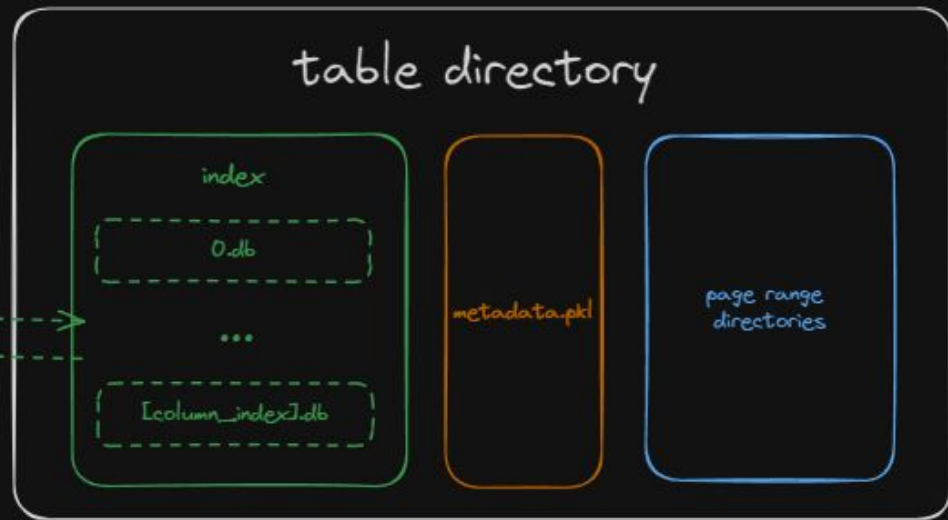 table directory
index
0.db
...
[column_index].db
metadata.pkl
page range
directories